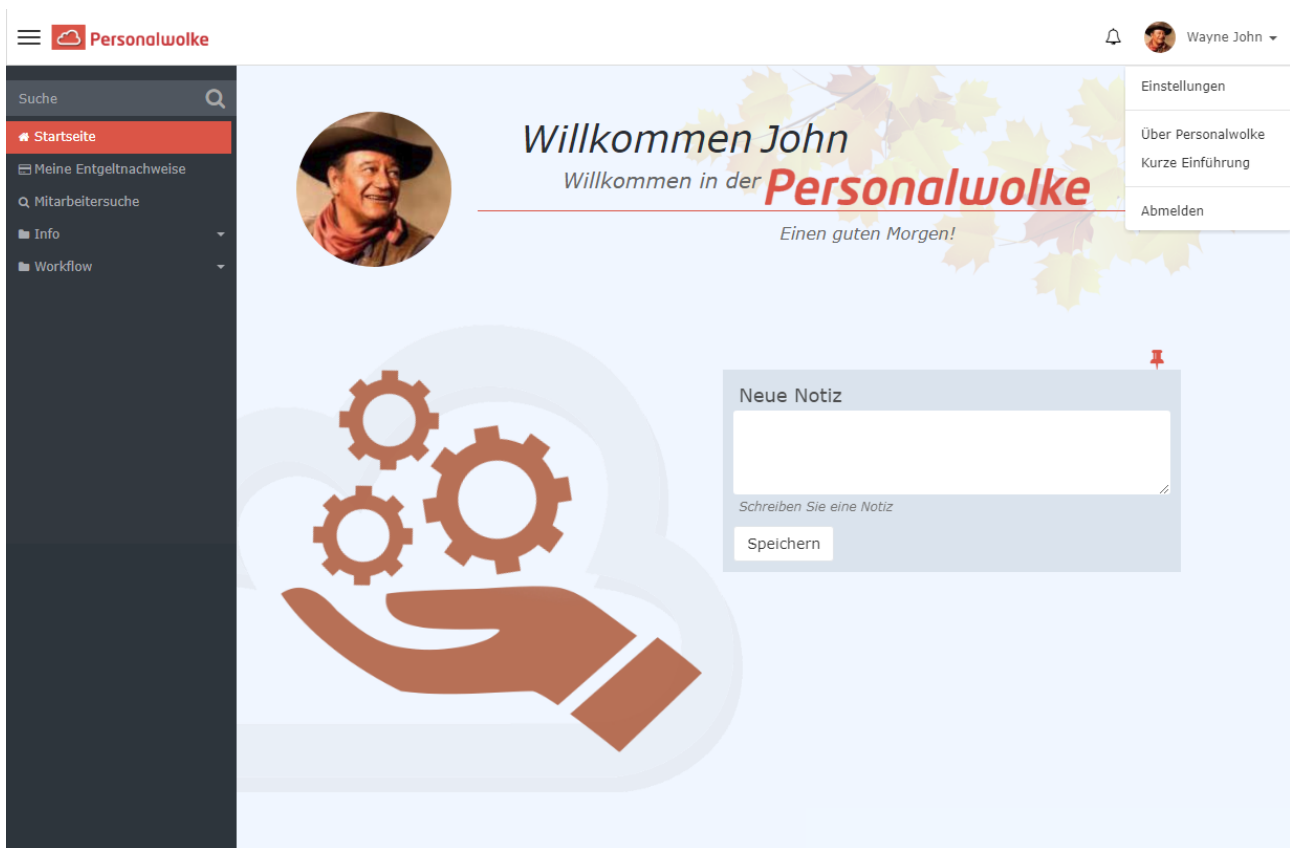 Personalwolke
Wayne John
Suche
Startseite
Meine Entgeltnachweise
Mitarbeitersuche
Info
Workflow
Willkommen John
Willkommen in der Personalwolke
Einen guten Morgen!
Einstellungen
Über Personalwolke
Kurze Einführung
Abmelden
Neue Notiz
Schreiben Sie eine Notiz
Speichern